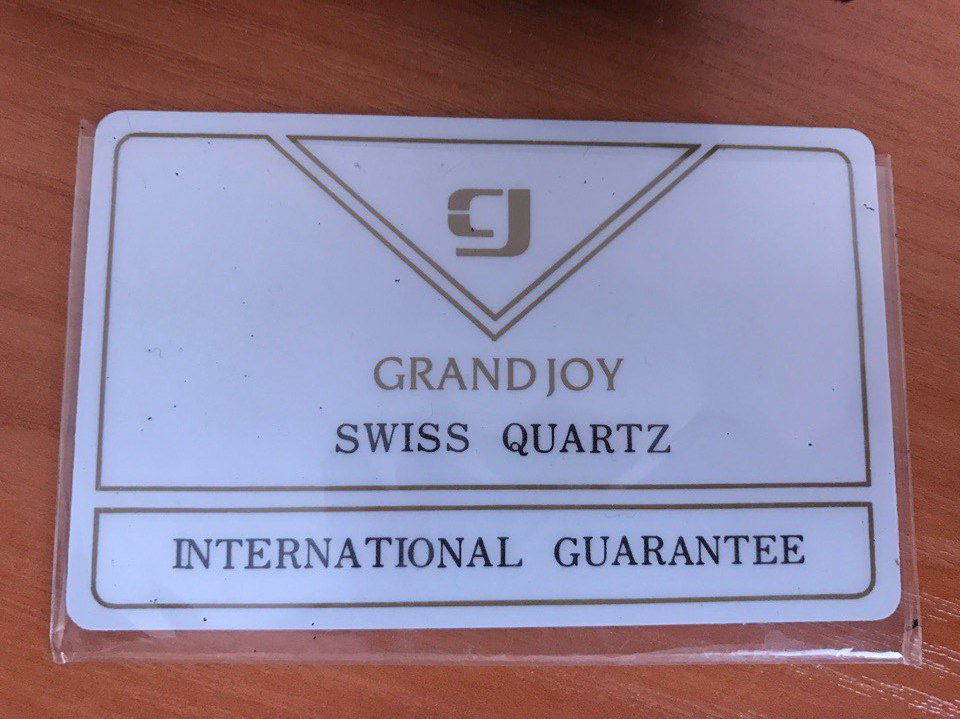 GJ
GRAND JOY
SWISS QUARTZ
INTERNATIONAL GUARANTEE